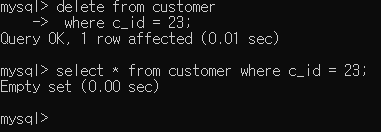 mysql> delete from customer
    ->  where c_id = 23;
Query OK, 1 row affected (0.01 sec)
mysql> select * from customer where c_id = 23;
Empty set (0.00 sec)
mysql>